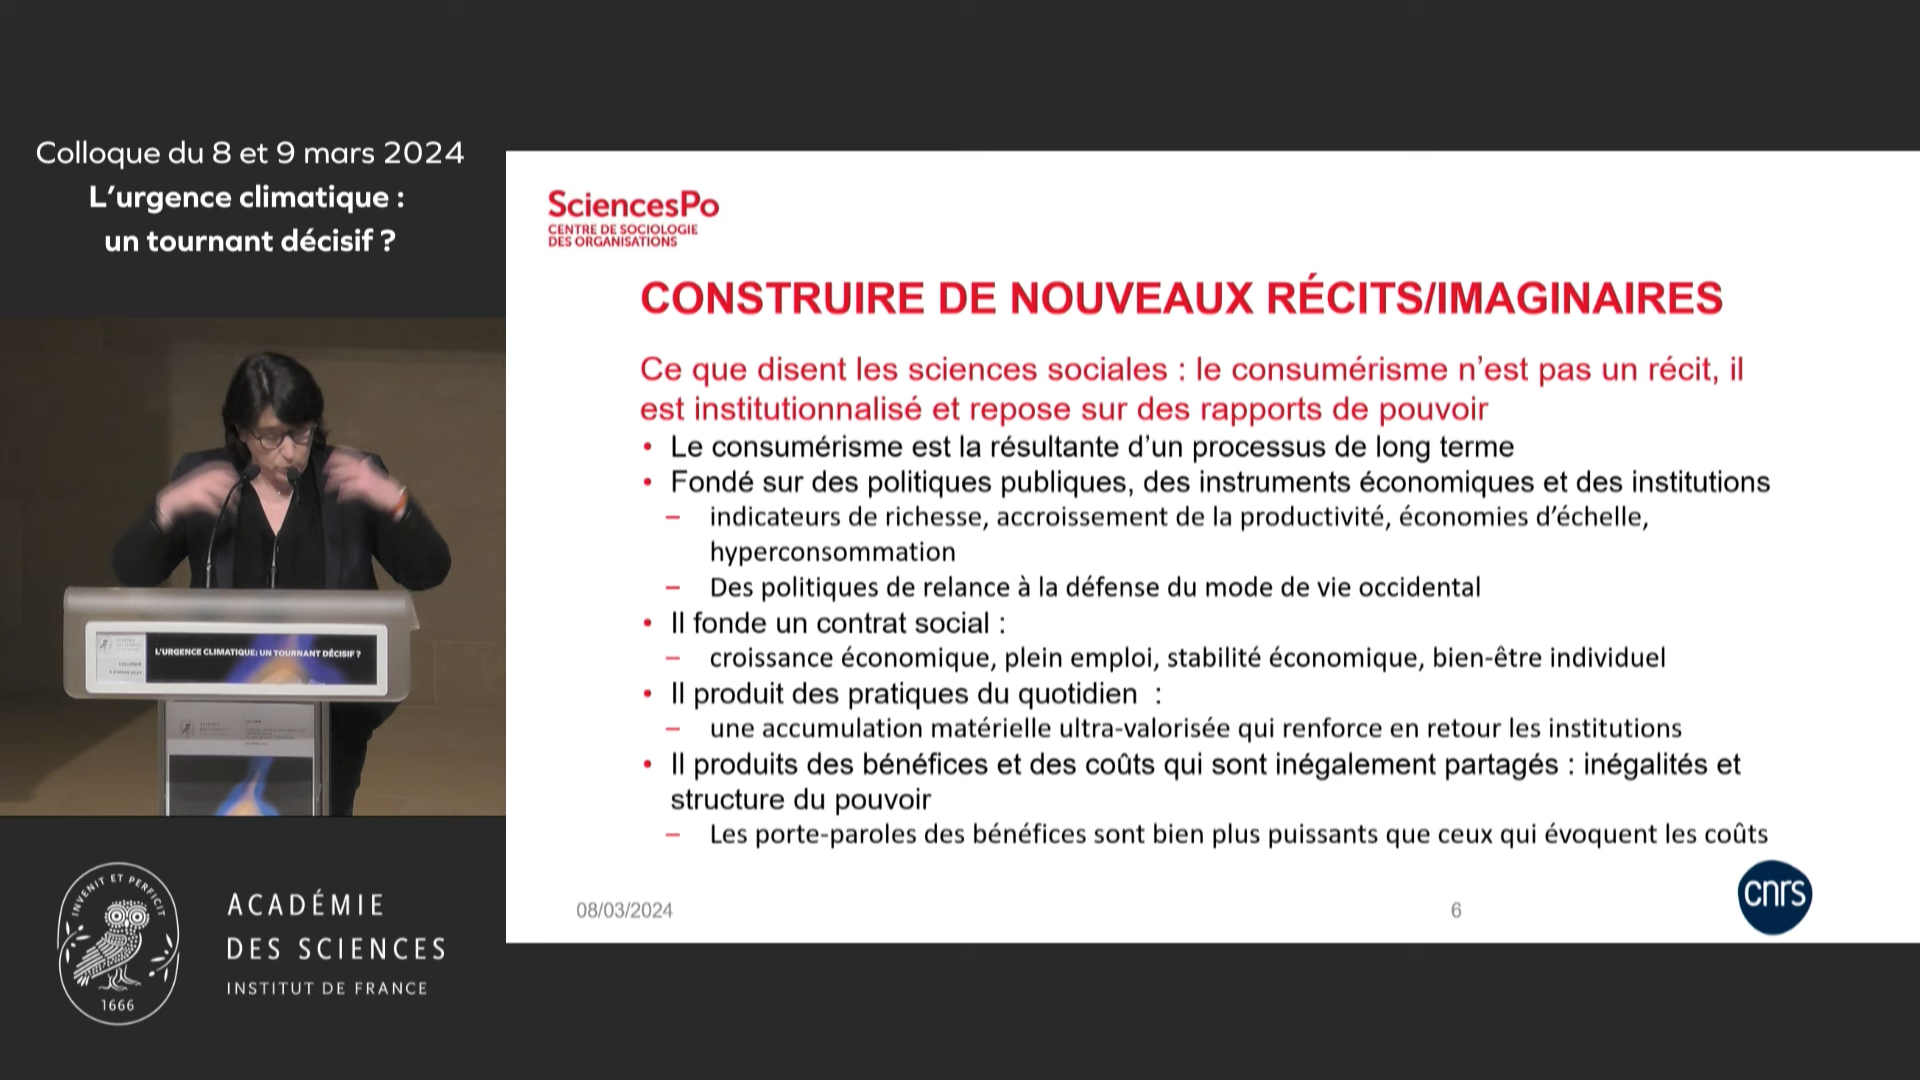 Colloque du 8 et 9 mars 2024
L'urgence climatique :
un tournant décisif ?
SciencesPo
CENTRE DE SOCIOLOGIE
DES ORGANISATIONS
CONSTRUIRE DE NOUVEAUX RÉCITS/IMAGINAIRES
Ce que disent les sciences sociales : le consumérisme n'est pas un récit, il
est institutionnalisé et repose sur des rapports de pouvoir
• Le consumérisme est la résultante d'un processus de long terme
• Fondé sur des politiques publiques, des instruments économiques et des institutions
– indicateurs de richesse, accroissement de la productivité, économies d'échelle,
hyperconsommation
– Des politiques de relance à la défense du mode de vie occidental
• Il fonde un contrat social :
– croissance économique, plein emploi, stabilité économique, bien-être individuel
• Il produit des pratiques du quotidien :
– une accumulation matérielle ultra-valorisée qui renforce en retour les institutions
• Il produits des bénéfices et des coûts qui sont inégalement partagés : inégalités et
structure du pouvoir
– Les porte-paroles des bénéfices sont bien plus puissants que ceux qui évoquent les coûts
08/03/2024
6
cnrs
L'URGENCE CLIMATIQUE: UN TOURNANT DÉCISIF ?
INVENIT ET PERFICIT
1666
ACADÉMIE
DES SCIENCES
INSTITUT DE FRANCE